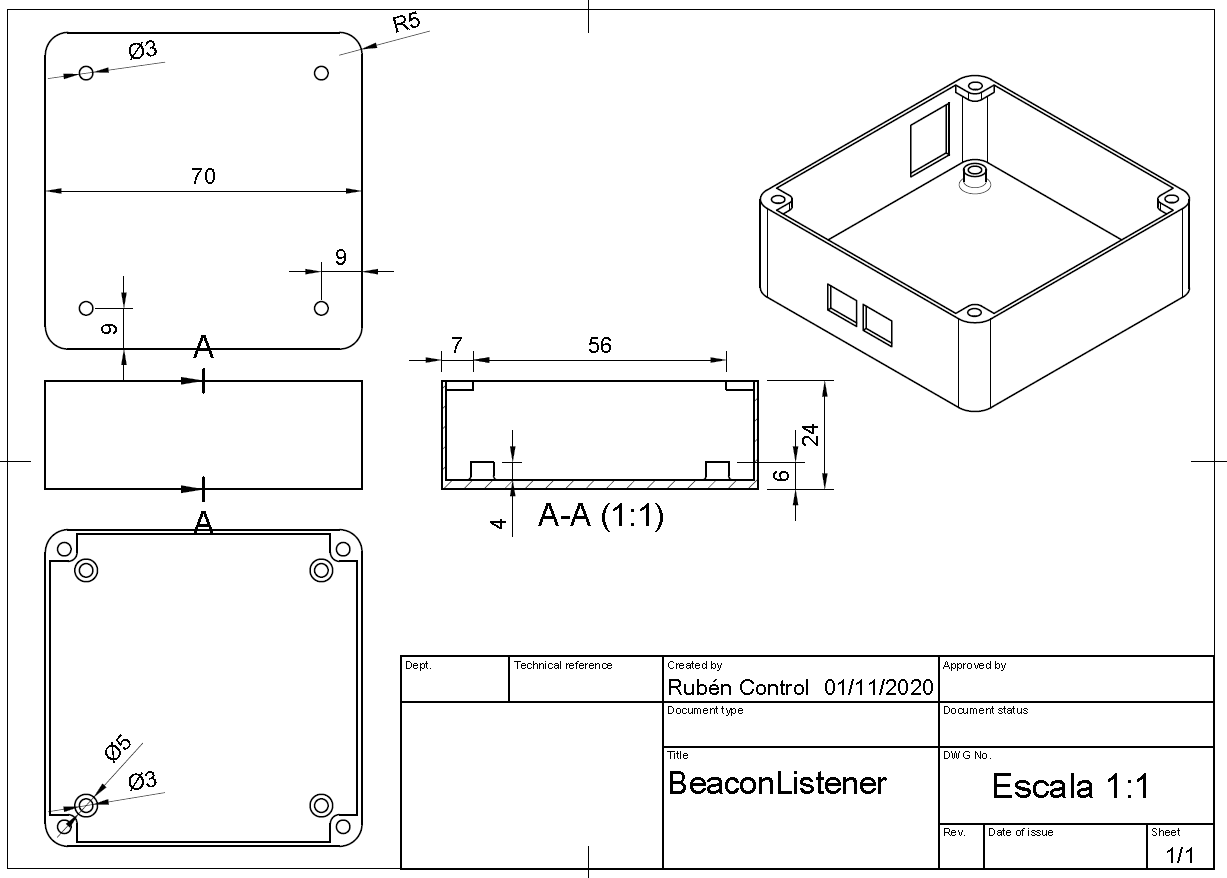 Ø3
R5
70
9
9
A
A
7
56
24
6
4
A-A (1:1)
Ø5
Ø3
Dept.
Technical reference
Created by
Rubén Control 01/11/2020
Approved by
Document type
Document status
Title
BeaconListener
DWG No.
Escala 1:1
Rev.
Date of issue
Sheet
1/1